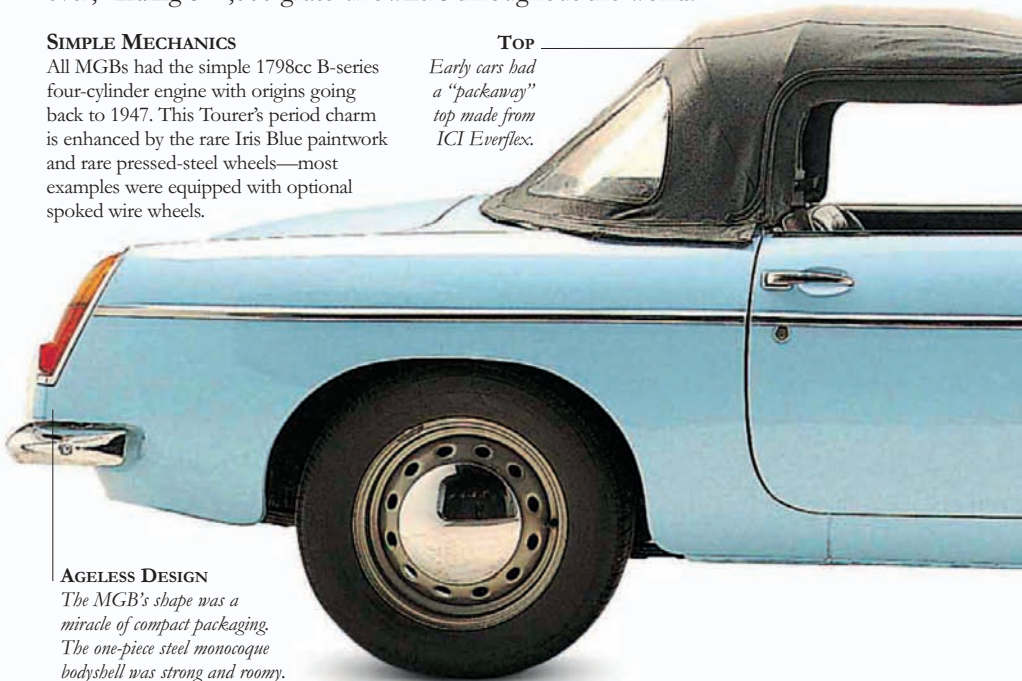 SIMPLE MECHANICS
All MGBs had the simple 1798cc B-series
four-cylinder engine with origins going
back to 1947. This Tourer’s period charm
is enhanced by the rare Iris Blue paintwork
and rare pressed-steel wheels—most
examples were equipped with optional
spoked wire wheels.
TOP
Early cars had
a “packaway”
top made from
ICI Everflex.
AGELESS DESIGN
The MGB’s shape was a
miracle of compact packaging.
The one-piece steel monocoque
bodyshell was strong and roomy.